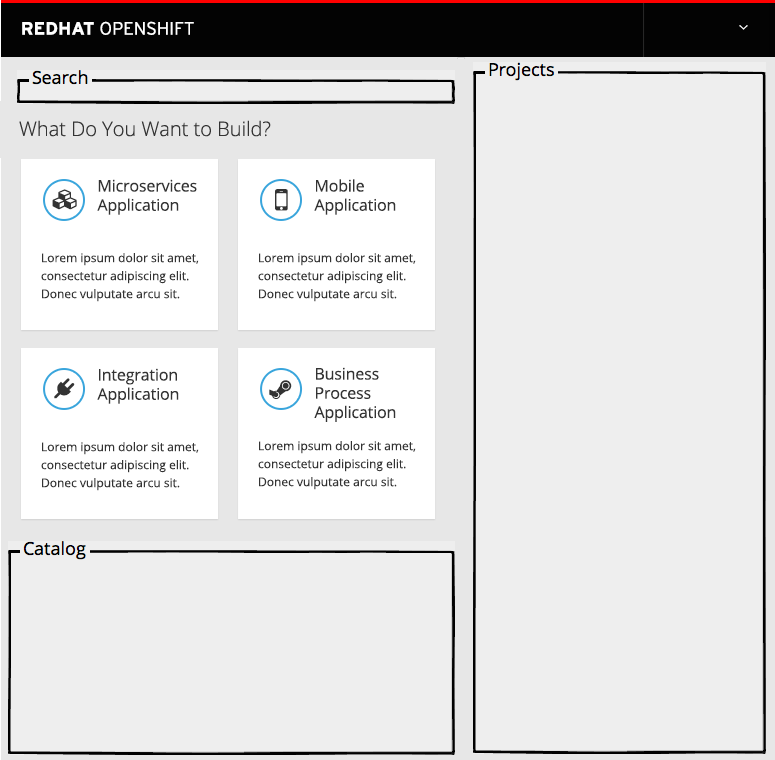 REDHAT OPENSHIFT
Search
Projects
What Do You Want to Build?
Microservices
Application
Lorem ipsum dolor sit amet,
consectetur adipiscing elit.
Donec vulputate arcu sit.
Mobile
Application
Lorem ipsum dolor sit amet,
consectetur adipiscing elit.
Donec vulputate arcu sit.
Integration
Application
Lorem ipsum dolor sit amet,
consectetur adipiscing elit.
Donec vulputate arcu sit.
Business
Process
Application
Lorem ipsum dolor sit amet,
consectetur adipiscing elit.
Donec vulputate arcu sit.
Catalog